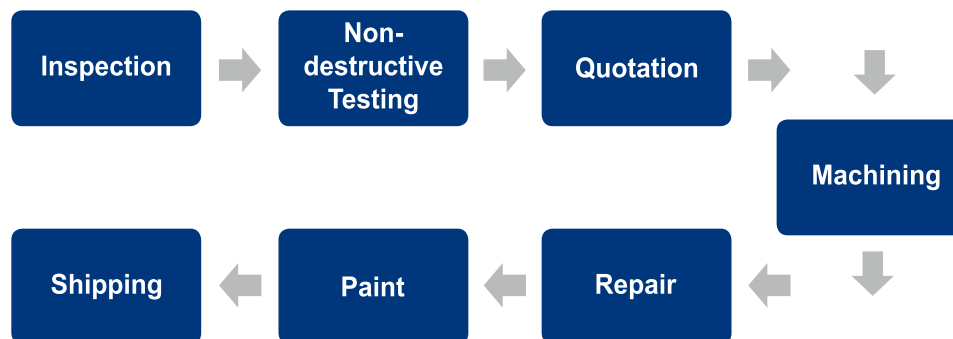 Inspection
Non-
destructive
Testing
Quotation
Machining
Repair
Paint
Shipping